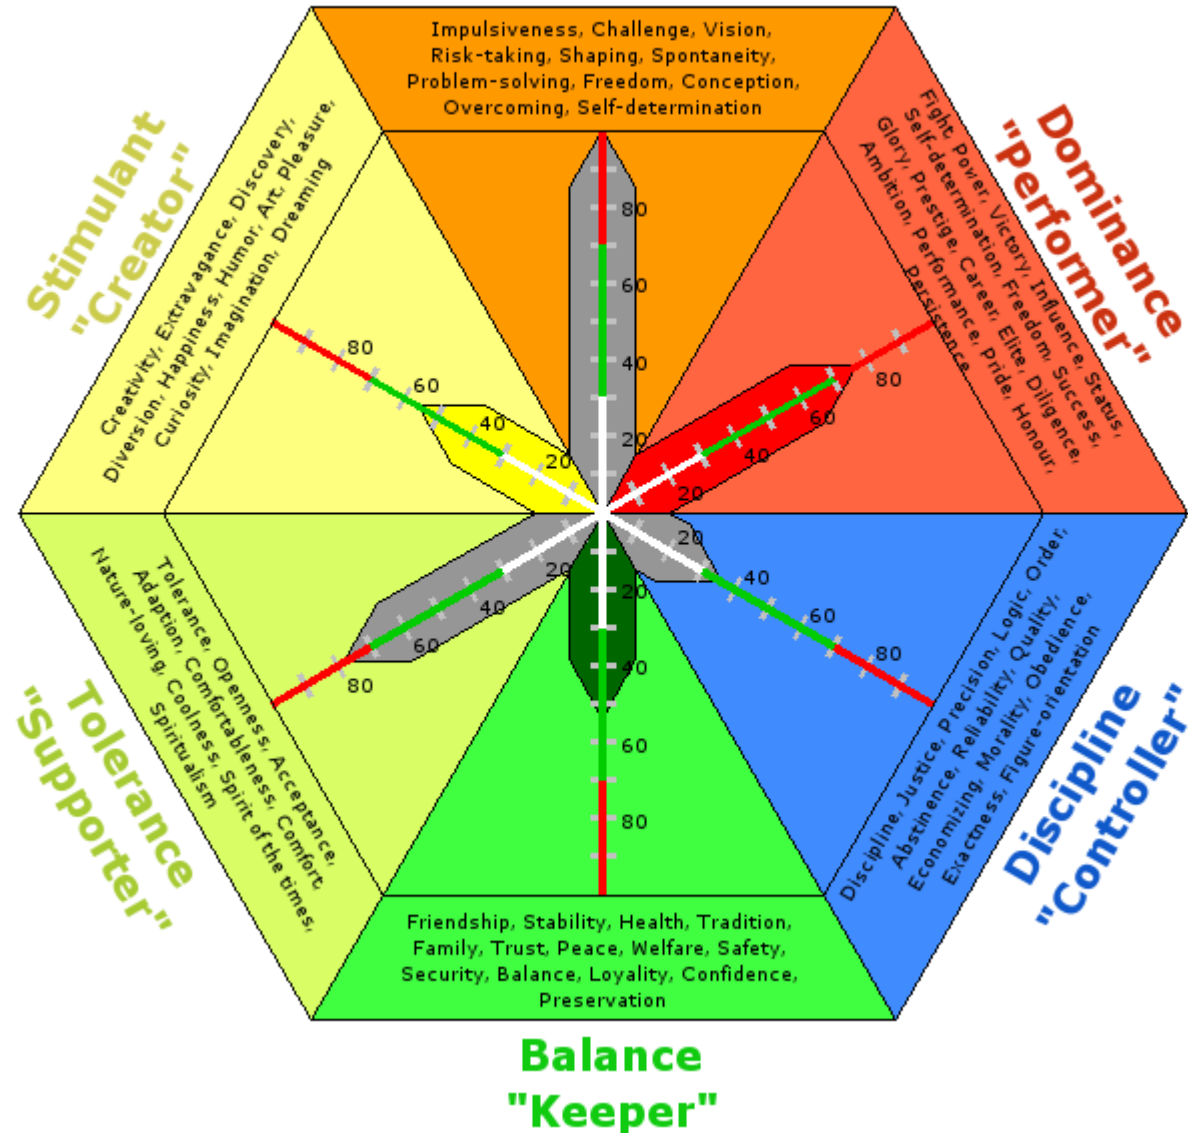 Impulsiveness, Challenge, Vision,
Risk-taking, Shaping, Spontaneity,
Problem-solving, Freedom, Conception,
Overcoming, Self-determination
Stimulant
"Creator"
Creativity, Extravagance, Discovery,
Diversion, Happiness, Humor, Art, Pleasure,
Curiosity, Imagination, Dreaming
Dominance
"Performer"
Fight, Power, Victory, Influence, Status,
Self-determination, Freedom, Success,
Glory, Prestige, Career, Elite, Diligence,
Ambition, Performance, Pride, Honour,
Persistence
80
60
40
20
80
60
40
20
80
60
40
20
20
40
60
80
20
40
60
80
20
40
60
80
Tolerance
"Supporter"
Tolerance, Openness, Acceptance,
Adaption, Comfortableness, Comfort
Nature-loving, Coolness, Spirit of the times,
Spiritualism
Discipline
"Controller"
Discipline, Justice, Precision, Logic, Order,
Abstinence, Reliability, Quality,
Economizing, Morality, Obedience,
Exactness, Figure-orientation
Friendship, Stability, Health, Tradition,
Family, Trust, Peace, Welfare, Safety,
Security, Balance, Loyality, Confidence,
Preservation
Balance
"Keeper"